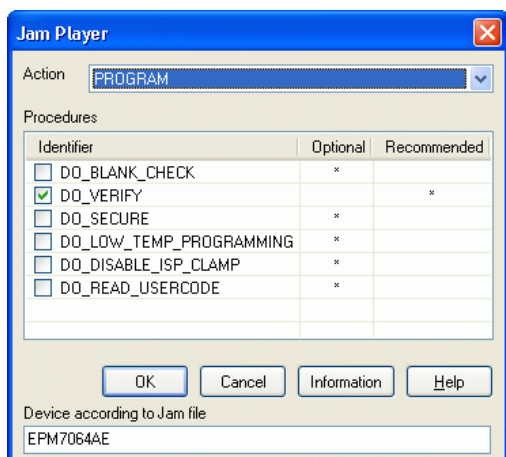 Jam Player
Action PROGRAM
Procedures
Identifier Optional Recommended
DO_BLANK_CHECK *
DO_VERIFY *
DO_SECURE *
DO_LOW_TEMP_PROGRAMMING *
DO_DISABLE_ISP_CLAMP *
DO_READ_USERCODE *
OK Cancel Information Help
Device according to Jam file
EPM7064AE